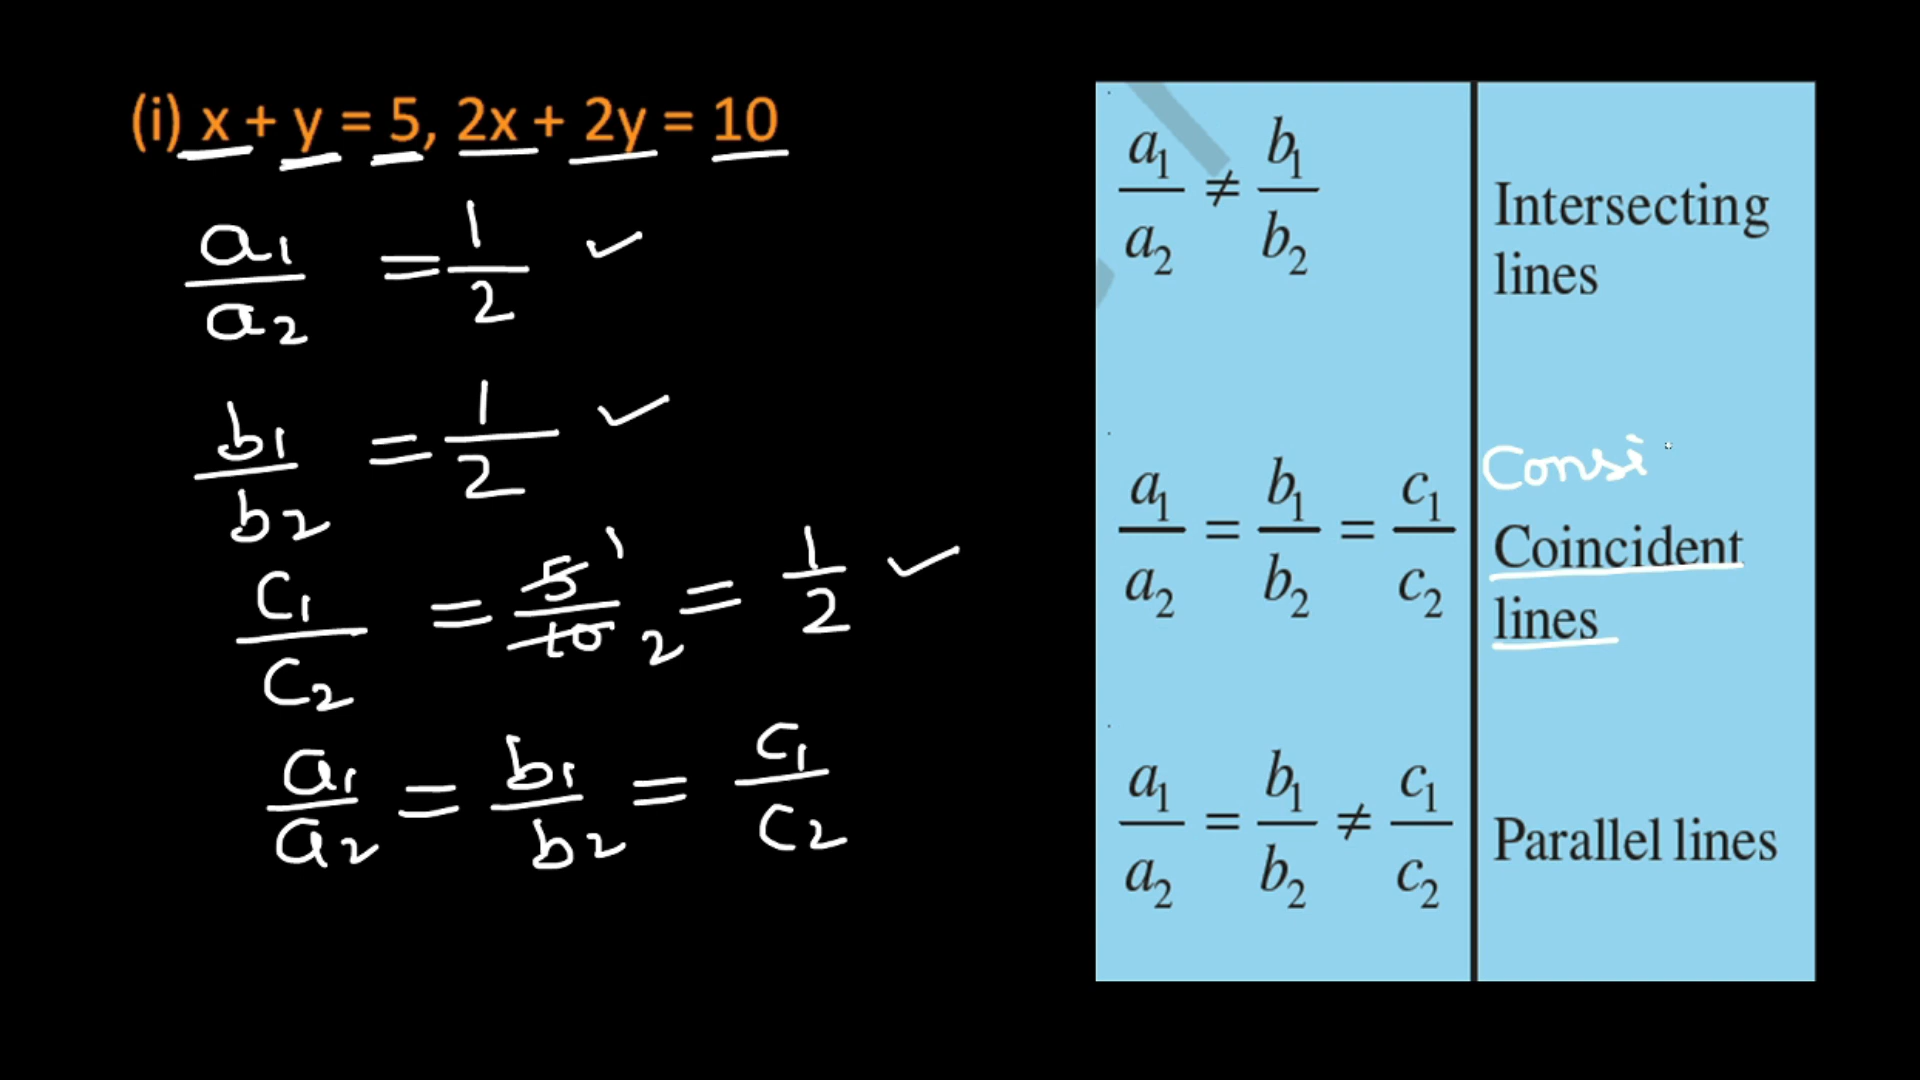 (i) x + y = 5, 2x + 2y = 10
a1/a2 = 1/2 ✓
b1/b2 = 1/2 ✓
c1/c2 = 5/10 1 2 = 1/2 ✓
a1/a2 = b1/b2 = c1/c2
a1/a2 ≠ b1/b2
Intersecting
lines
Consi
a1/a2 = b1/b2 = c1/c2
Coincident
lines
a1/a2 = b1/b2 ≠ c1/c2
Parallel lines